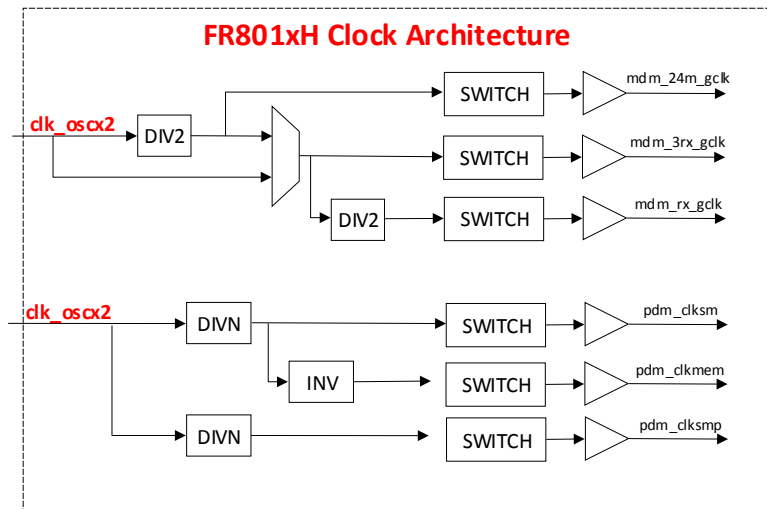 FR801xH Clock Architecture
mdm_24m_gclk
SWITCH
clk_oscx2
DIV2
mdm_3rx_gclk
SWITCH
mdm_rx_gclk
DIV2
SWITCH
clk_oscx2
DIVN
SWITCH
pdm_clksm
INV
SWITCH
pdm_clkmem
DIVN
SWITCH
pdm_clksmp